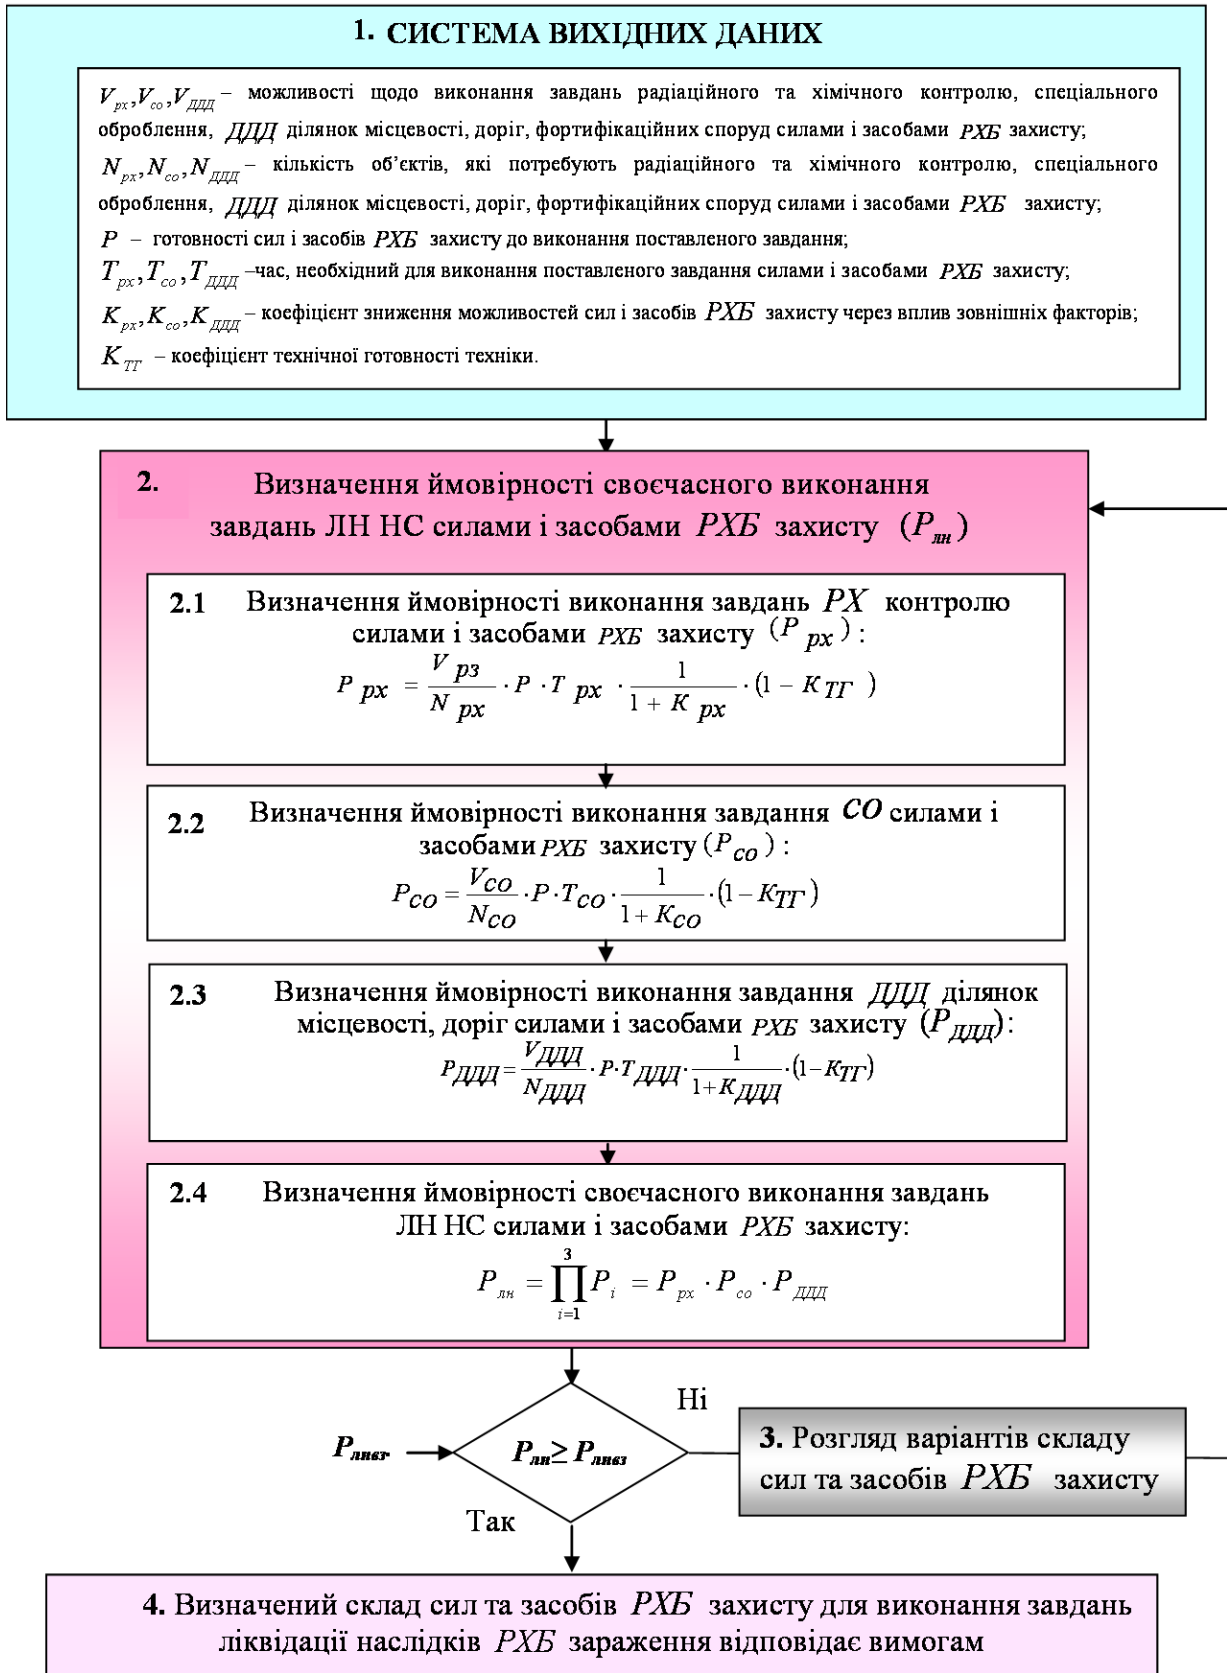 1. СИСТЕМА ВИХІДНИХ ДАНИХ
V_рх, V_со, V_ДДД – можливості щодо виконання завдань радіаційного та хімічного контролю, спеціального
оброблення, ДДД ділянок місцевості, доріг, фортифікаційних споруд силами і засобами РХБ захисту;
N_рх, N_со, N_ДДД – кількість об'єктів, які потребують радіаційного та хімічного контролю, спеціального
оброблення, ДДД ділянок місцевості, доріг, фортифікаційних споруд силами і засобами РХБ захисту;
P – готовності сил і засобів РХБ захисту до виконання поставленого завдання;
T_рх, T_со, T_ДДД –час, необхідний для виконання поставленого завдання силами і засобами РХБ захисту;
K_рх, K_со, K_ДДД – коефіцієнт зниження можливостей сил і засобів РХБ захисту через вплив зовнішніх факторів;
K_ТГ – коефіцієнт технічної готовності техніки.
2. Визначення ймовірності своєчасного виконання
завдань ЛН НС силами і засобами РХБ захисту (P_лн)
2.1 Визначення ймовірності виконання завдань РХ контролю
силами і засобами РХБ захисту (P_рх) :
P_рх = V_рз / N_рх · P · T_рх · 1 / (1 + K_рх) · (1 − K_ТГ)
2.2 Визначення ймовірності виконання завдання СО силами і
засобами РХБ захисту (P_СО) :
P_СО = V_СО / N_СО · P · T_СО · 1 / (1 + K_СО) · (1 − K_ТГ)
2.3 Визначення ймовірності виконання завдання ДДД ділянок
місцевості, доріг силами і засобами РХБ захисту (P_ДДД):
P_ДДД = V_ДДД / N_ДДД · P · T_ДДД · 1 / (1 + K_ДДД) · (1 − K_ТГ)
2.4 Визначення ймовірності своєчасного виконання завдань
ЛН НС силами і засобами РХБ захисту:
P_лн = ∏_{i=1}^{3} P_i = P_рх · P_со · P_ДДД
Ні
P_лнвз.
P_лн ≥ P_лнвз
3. Розгляд варіантів складу
сил та засобів РХБ захисту
Так
4. Визначений склад сил та засобів РХБ захисту для виконання завдань
ліквідації наслідків РХБ зараження відповідає вимогам